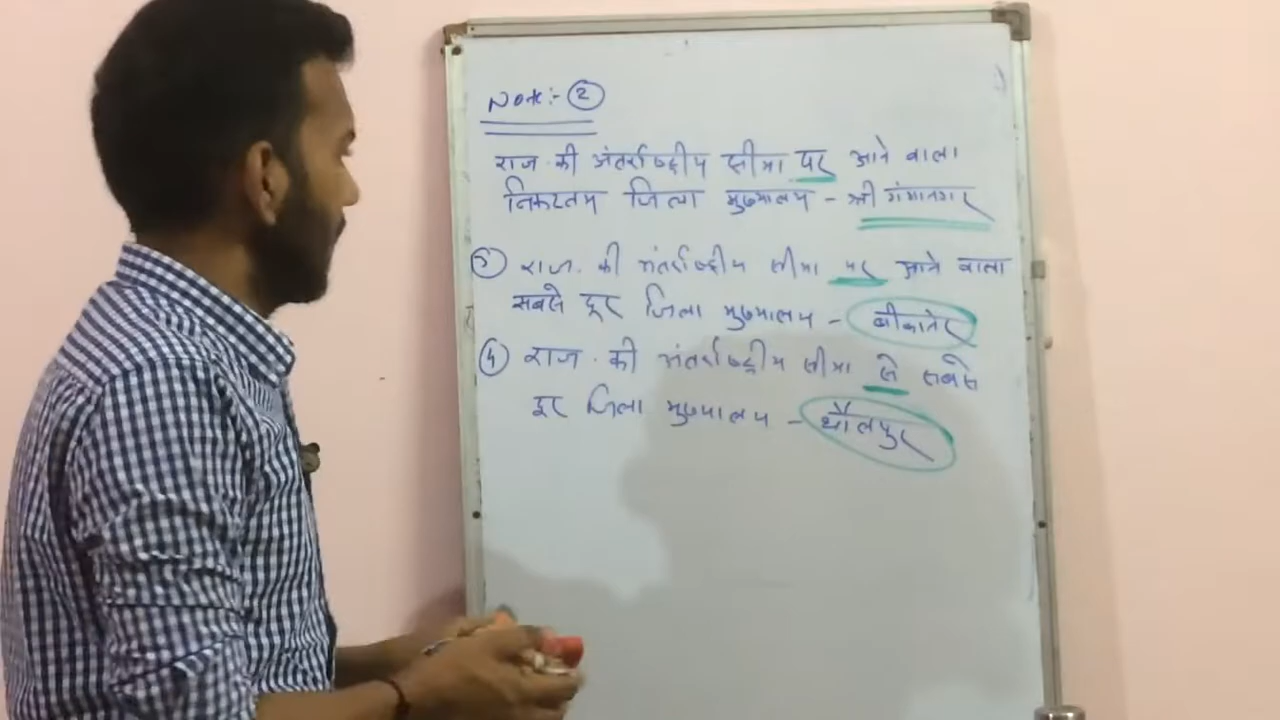 Note:- ②
राज. की अंतर्राष्ट्रीय सीमा पर आने वाला
निकटतम जिला मुख्यालय - श्री गंगानगर
③ राज. की अंतर्राष्ट्रीय सीमा पर आने वाला
सबसे दूर जिला मुख्यालय - बीकानेर
④ राज. की अंतर्राष्ट्रीय सीमा से सबसे
दूर जिला मुख्यालय - धौलपुर